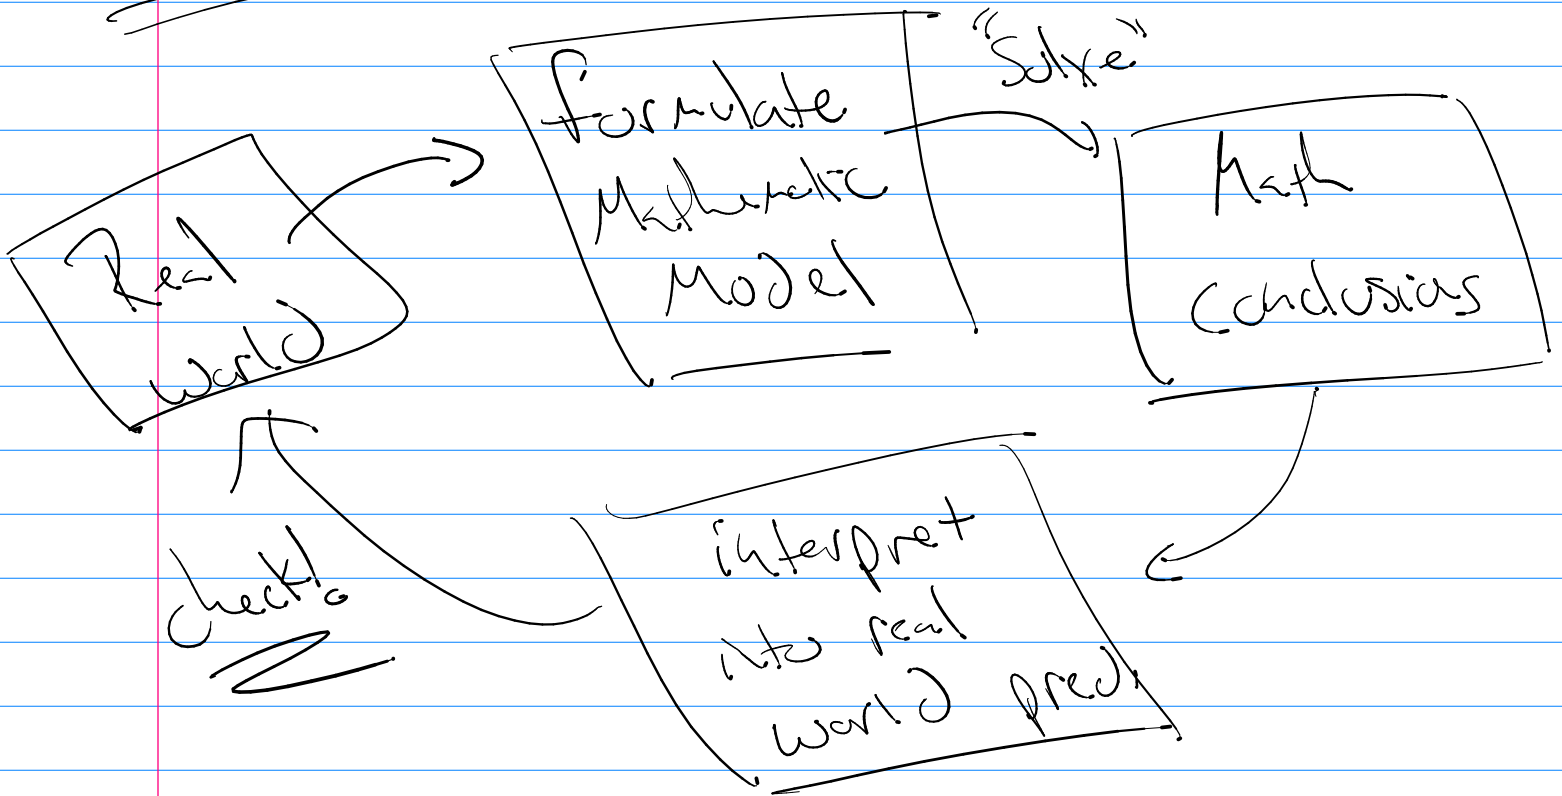 "Solve"
formulate
Mathematic
Model
Math
Conclusions
Real
World
interpret
into real
world pred.
check!